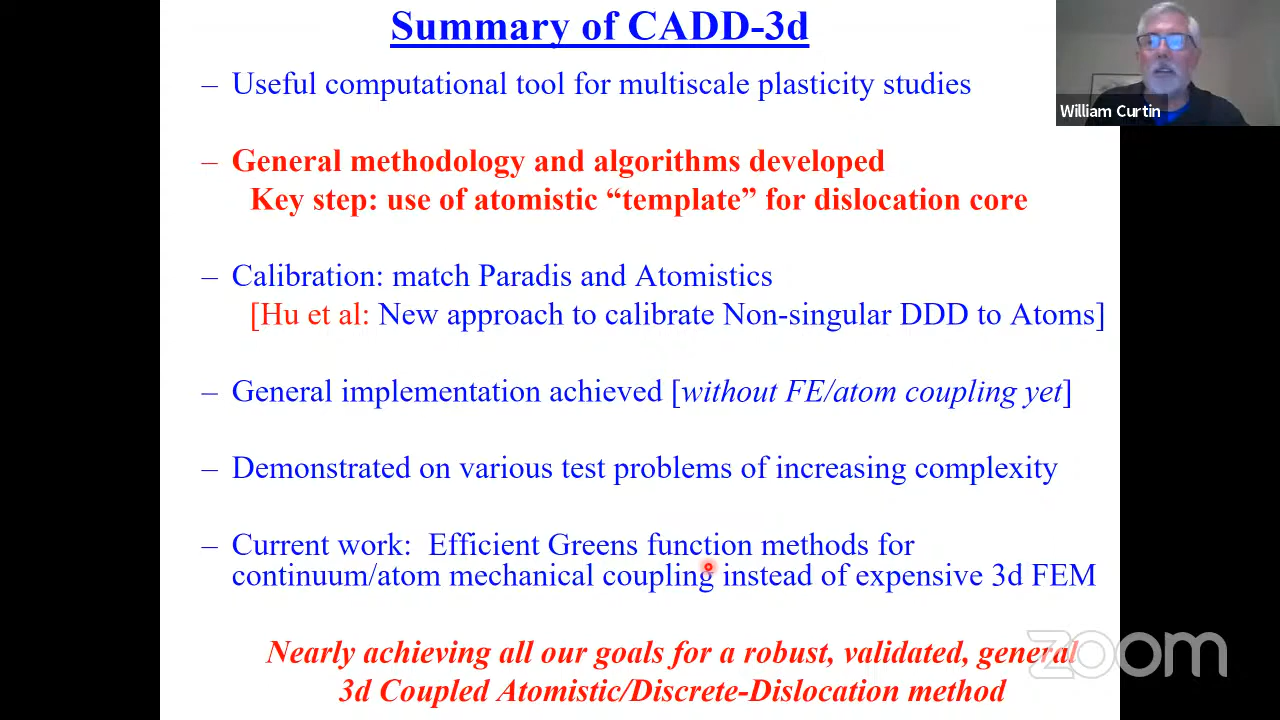 Summary of CADD-3d
– Useful computational tool for multiscale plasticity studies
– General methodology and algorithms developed
Key step: use of atomistic “template” for dislocation core
– Calibration: match Paradis and Atomistics
[Hu et al: New approach to calibrate Non-singular DDD to Atoms]
– General implementation achieved [without FE/atom coupling yet]
– Demonstrated on various test problems of increasing complexity
– Current work:  Efficient Greens function methods for
continuum/atom mechanical coupling instead of expensive 3d FEM
Nearly achieving all our goals for a robust, validated, general
3d Coupled Atomistic/Discrete-Dislocation method
William Curtin
zoom